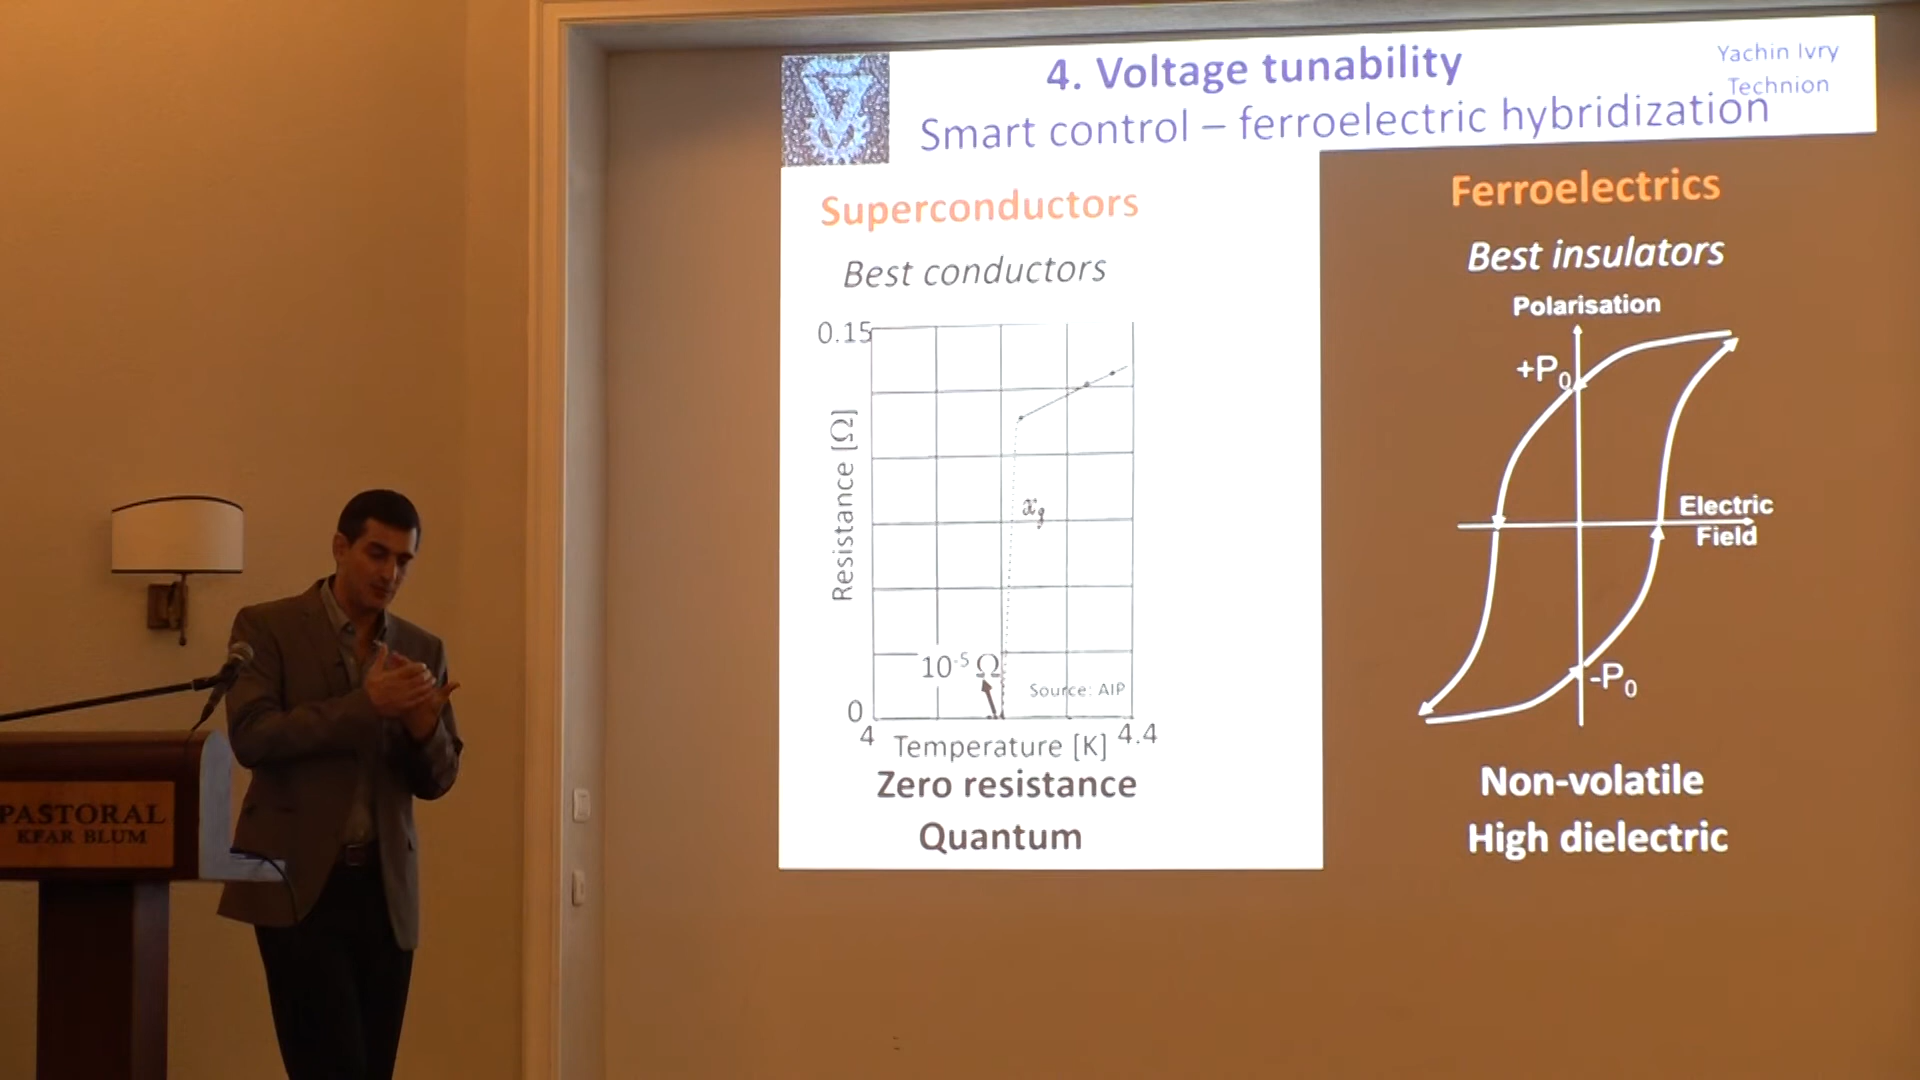 4. Voltage tunability
Smart control – ferroelectric hybridization
Yachin Ivry
Technion
Superconductors
Best conductors
0.15
Resistance [Ω]
10⁻⁵ Ω
Source: AIP
0
4
Temperature [K]
4.4
Zero resistance
Quantum
Ferroelectrics
Best insulators
Polarisation
+P₀
Electric
Field
-P₀
Non-volatile
High dielectric
PASTORAL
KFAR BLUM